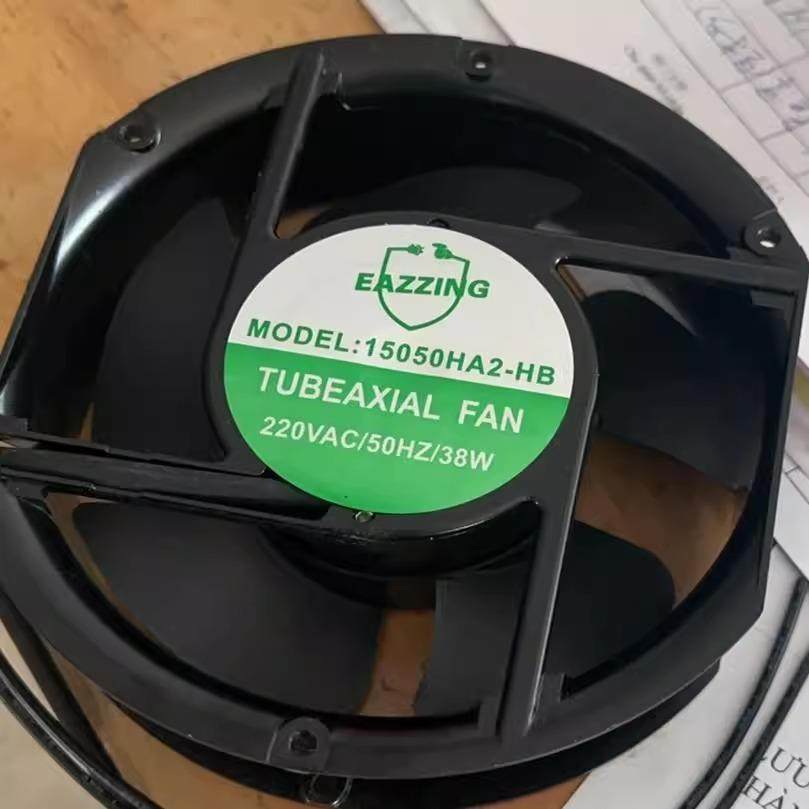 EAZZING
MODEL:15050HA2-HB
TUBEAXIAL FAN
220VAC/50HZ/38W